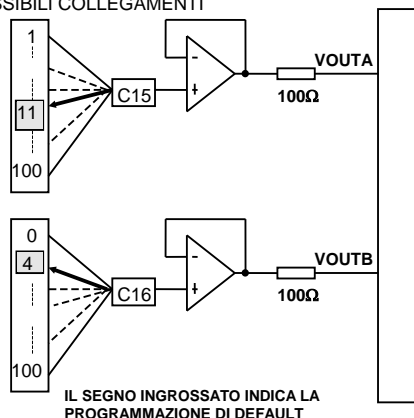 SSIBILI COLLEGAMENTI
1
11
100
C15
-
+
VOUTA
100Ω
0
4
100
C16
-
+
VOUTB
100Ω
IL SEGNO INGROSSATO INDICA LA
PROGRAMMAZIONE DI DEFAULT